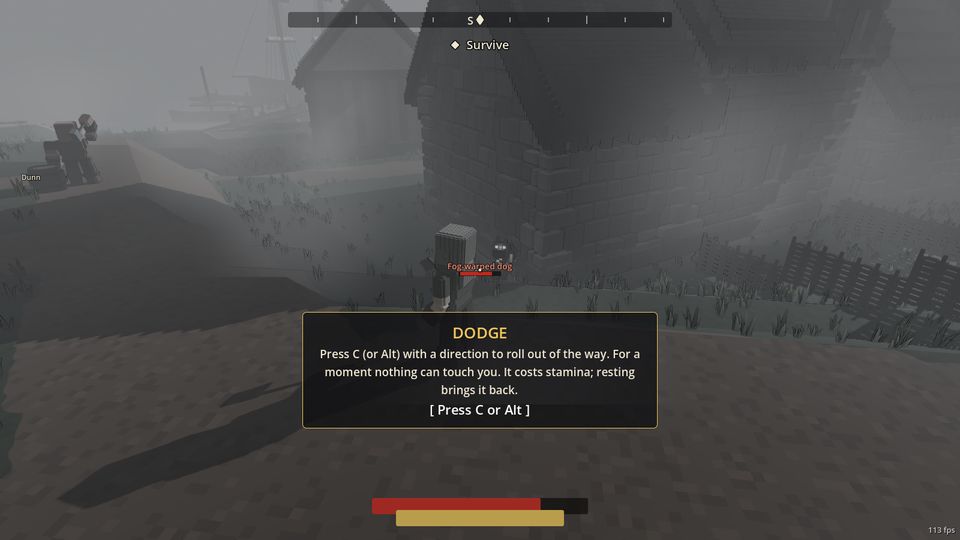 S
Survive
Dunn
Fog-warped dog
DODGE
Press C (or Alt) with a direction to roll out of the way. For a
moment nothing can touch you. It costs stamina; resting
brings it back.
[ Press C or Alt ]
113 fps